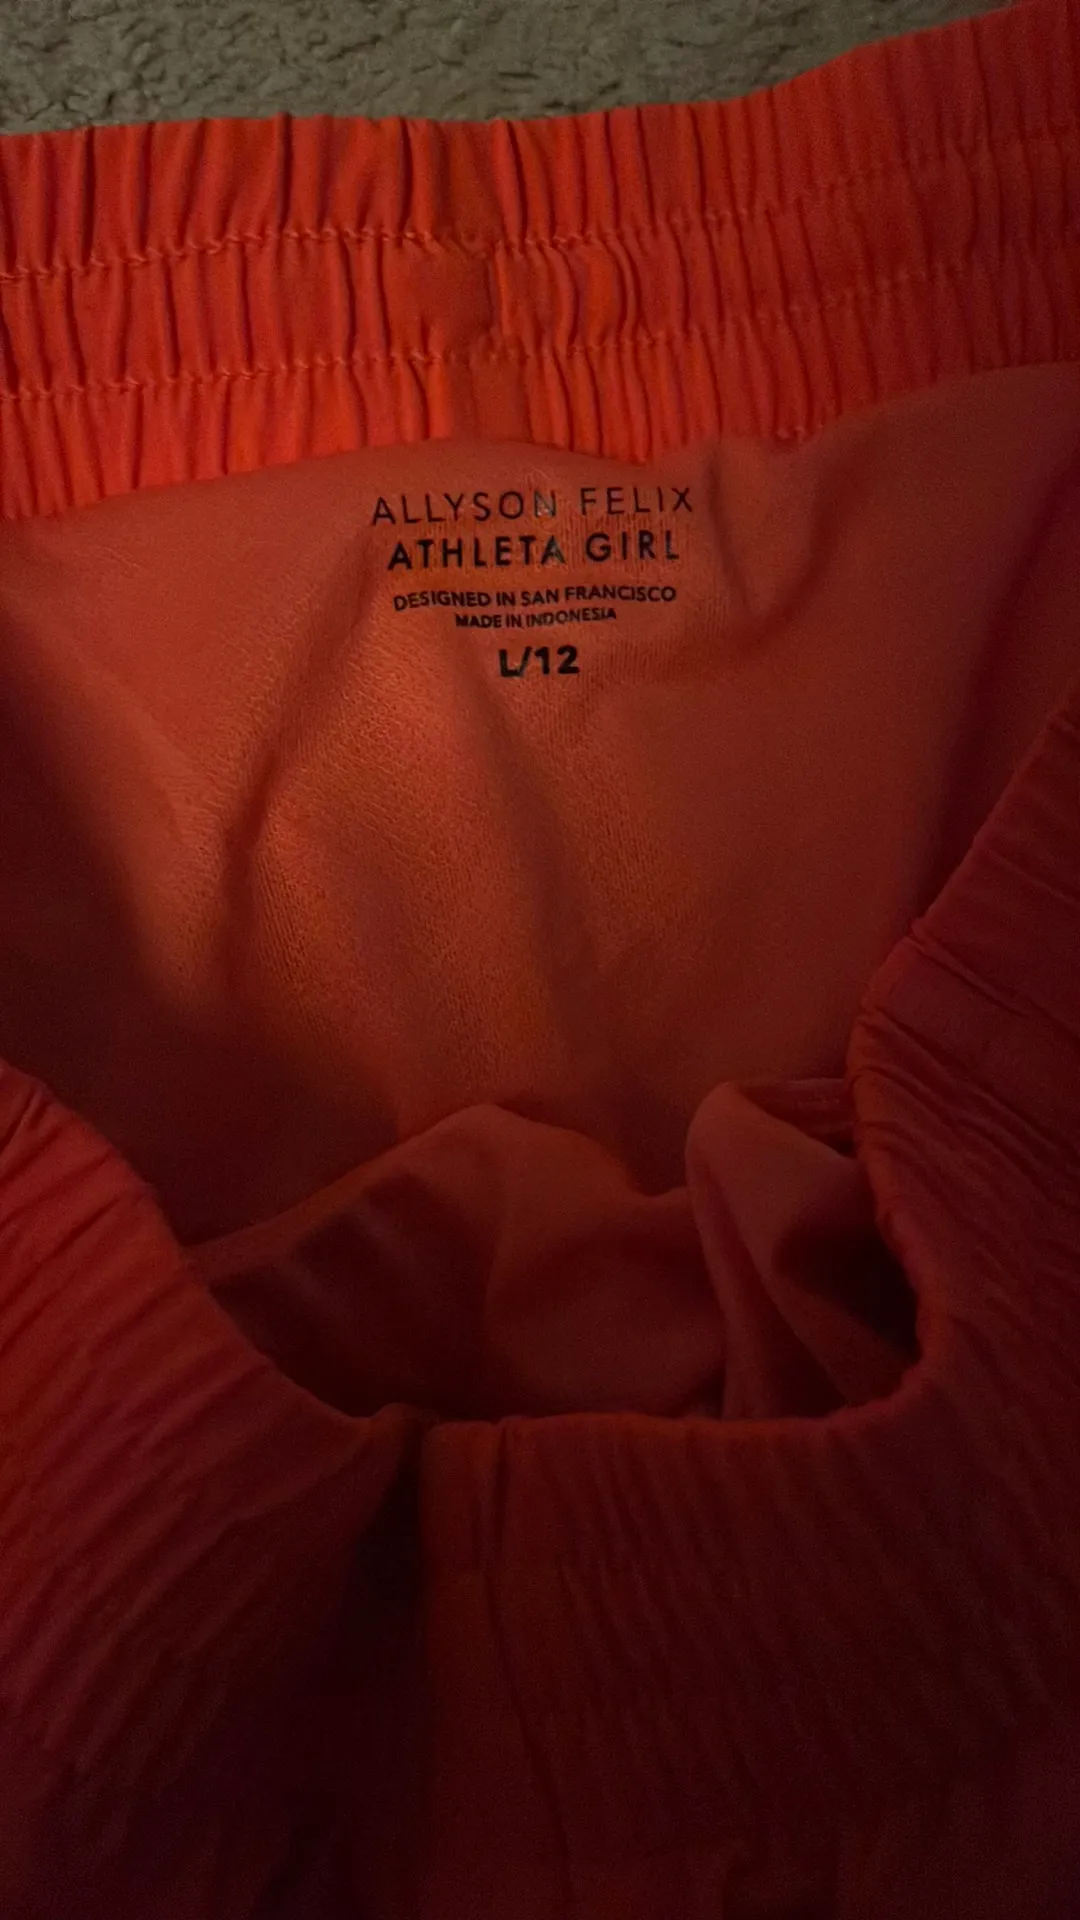 ALLYSON FELIX
ATHLETA GIRL
DESIGNED IN SAN FRANCISCO
MADE IN INDONESIA
L/12